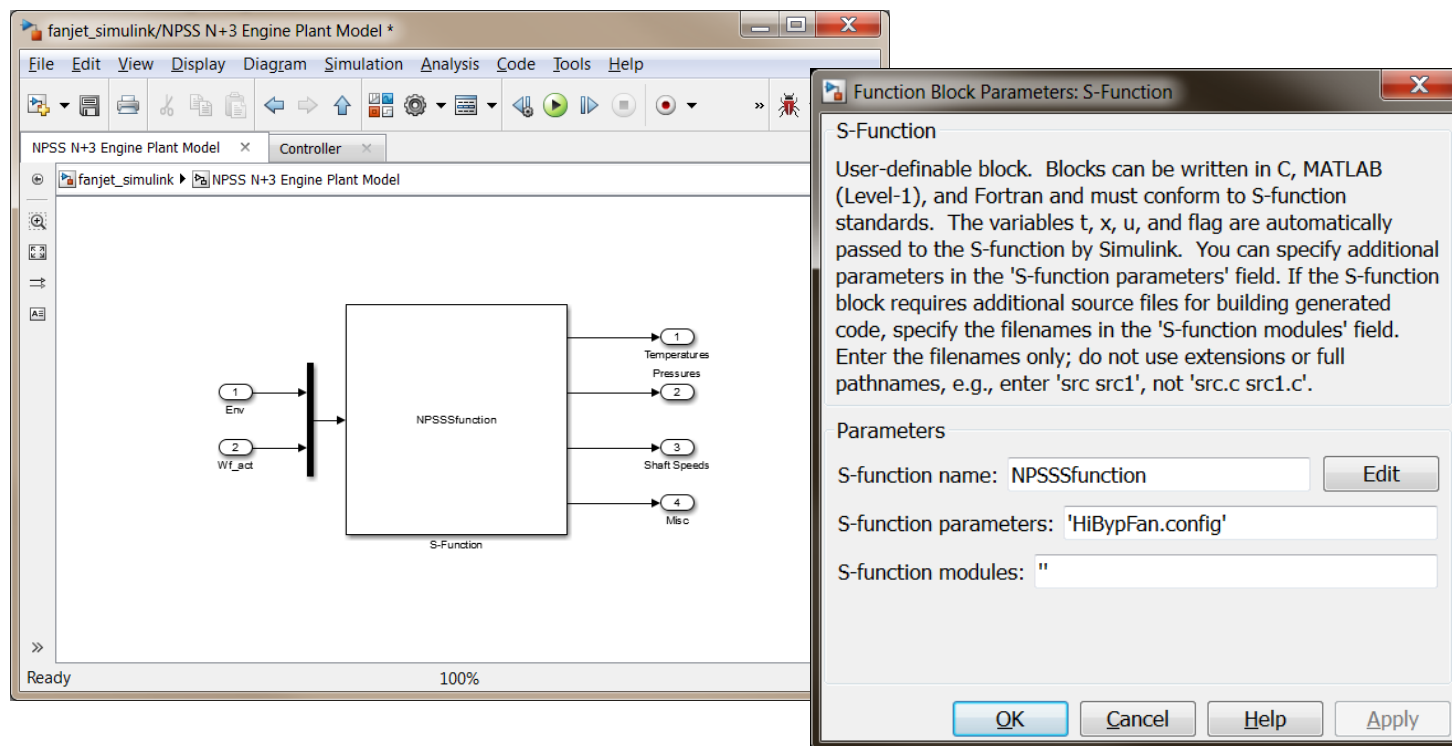 fanjet_simulink/NPSS N+3 Engine Plant Model *
File Edit View Display Diagram Simulation Analysis Code Tools Help
NPSS N+3 Engine Plant Model
Controller
fanjet_simulink NPSS N+3 Engine Plant Model
1
Env
2
Wf_act
NPSSSfunction
S-Function
1
Temperatures
Pressures
2
3
Shaft Speeds
4
Misc
Ready
100%
Function Block Parameters: S-Function
S-Function
User-definable block. Blocks can be written in C, MATLAB
(Level-1), and Fortran and must conform to S-function
standards. The variables t, x, u, and flag are automatically
passed to the S-function by Simulink. You can specify additional
parameters in the 'S-function parameters' field. If the S-function
block requires additional source files for building generated
code, specify the filenames in the 'S-function modules' field.
Enter the filenames only; do not use extensions or full
pathnames, e.g., enter 'src src1', not 'src.c src1.c'.
Parameters
S-function name: NPSSSfunction Edit
S-function parameters: 'HiBypFan.config'
S-function modules: ''
OK Cancel Help Apply